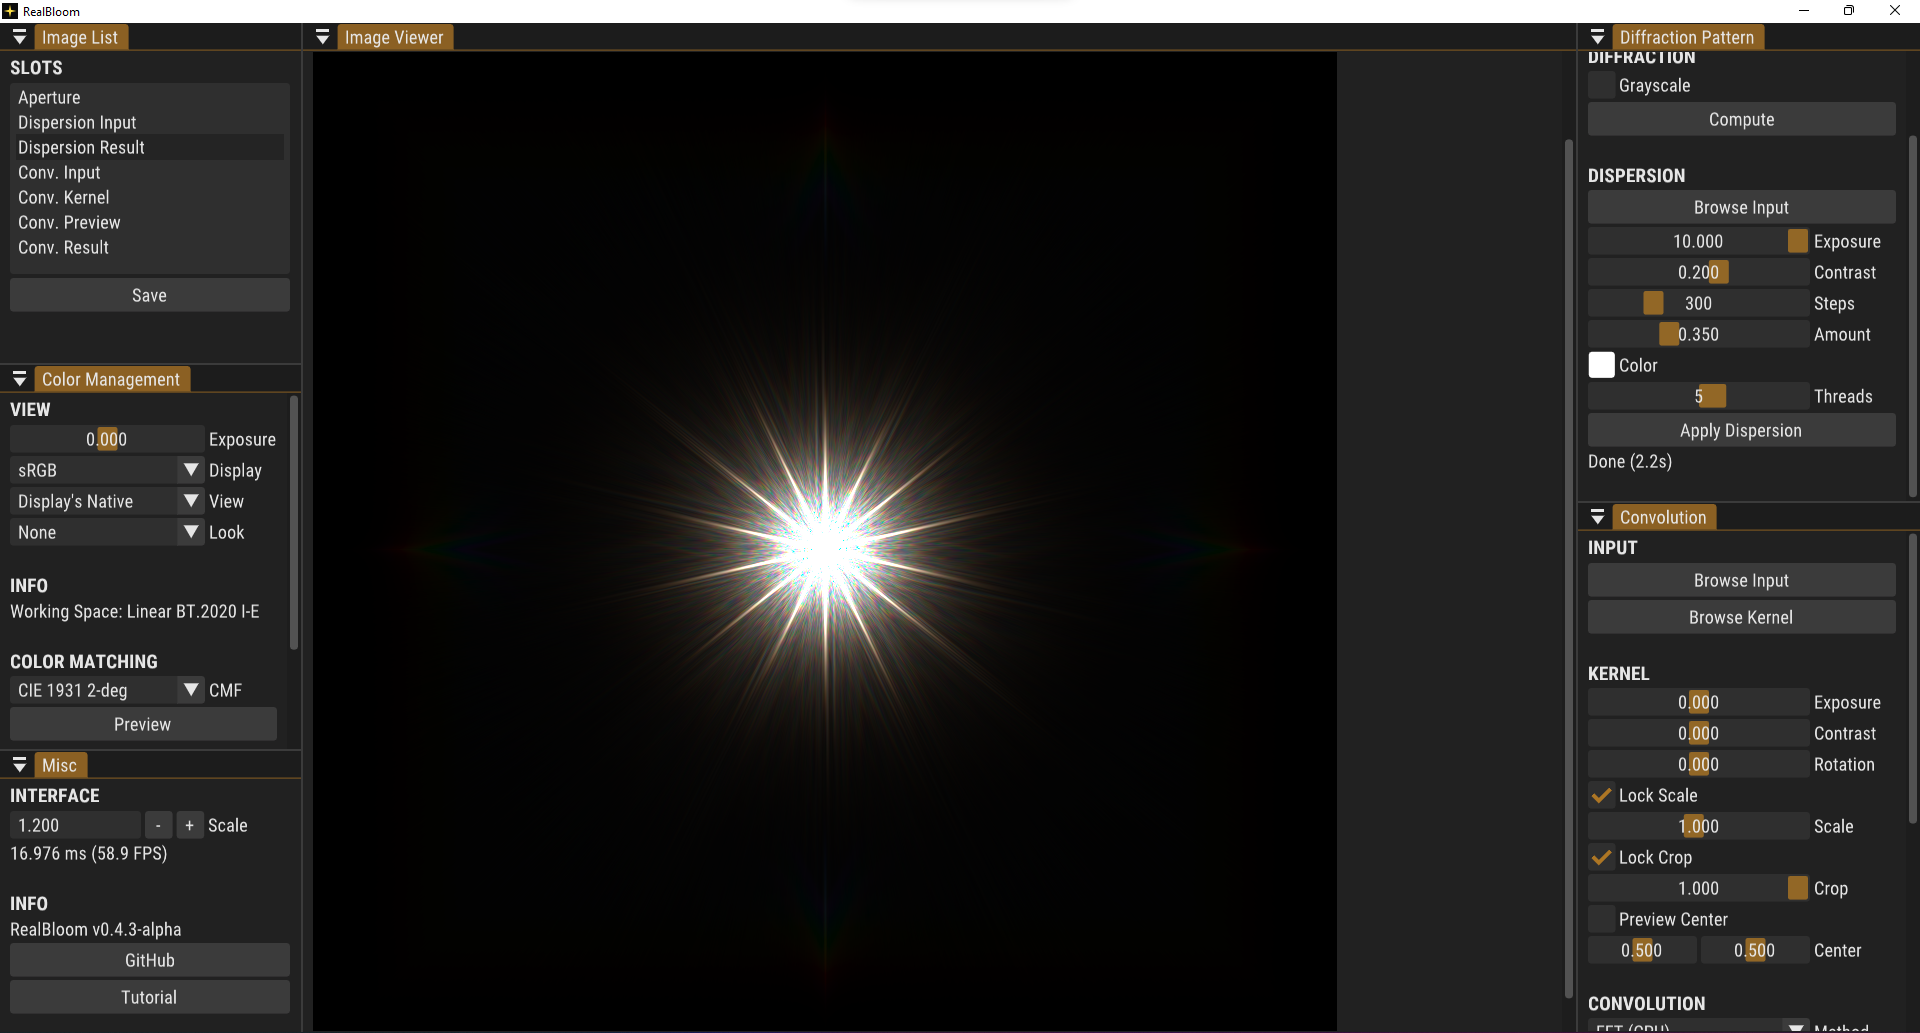 RealBloom
Image List
SLOTS
Aperture
Dispersion Input
Dispersion Result
Conv. Input
Conv. Kernel
Conv. Preview
Conv. Result
Save
Color Management
VIEW
0.000 Exposure
sRGB Display
Display's Native View
None Look
INFO
Working Space: Linear BT.2020 I-E
COLOR MATCHING
CIE 1931 2-deg CMF
Preview
Misc
INTERFACE
1.200 - + Scale
16.976 ms (58.9 FPS)
INFO
RealBloom v0.4.3-alpha
GitHub
Tutorial
Image Viewer
Diffraction Pattern
DIFFRACTION
Grayscale
Compute
DISPERSION
Browse Input
10.000 Exposure
0.200 Contrast
300 Steps
0.350 Amount
Color
5 Threads
Apply Dispersion
Done (2.2s)
Convolution
INPUT
Browse Input
Browse Kernel
KERNEL
0.000 Exposure
0.000 Contrast
0.000 Rotation
Lock Scale
1.000 Scale
Lock Crop
1.000 Crop
Preview Center
0.500 0.500 Center
CONVOLUTION
FFT (CPU) Method